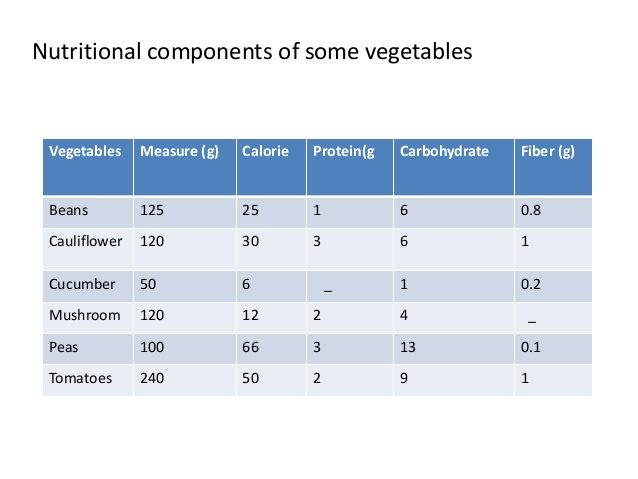 Nutritional components of some vegetables
Vegetables Measure (g) Calorie Protein(g Carbohydrate Fiber (g)
Beans 125 25 1 6 0.8
Cauliflower 120 30 3 6 1
Cucumber 50 6 _ 1 0.2
Mushroom 120 12 2 4 _
Peas 100 66 3 13 0.1
Tomatoes 240 50 2 9 1